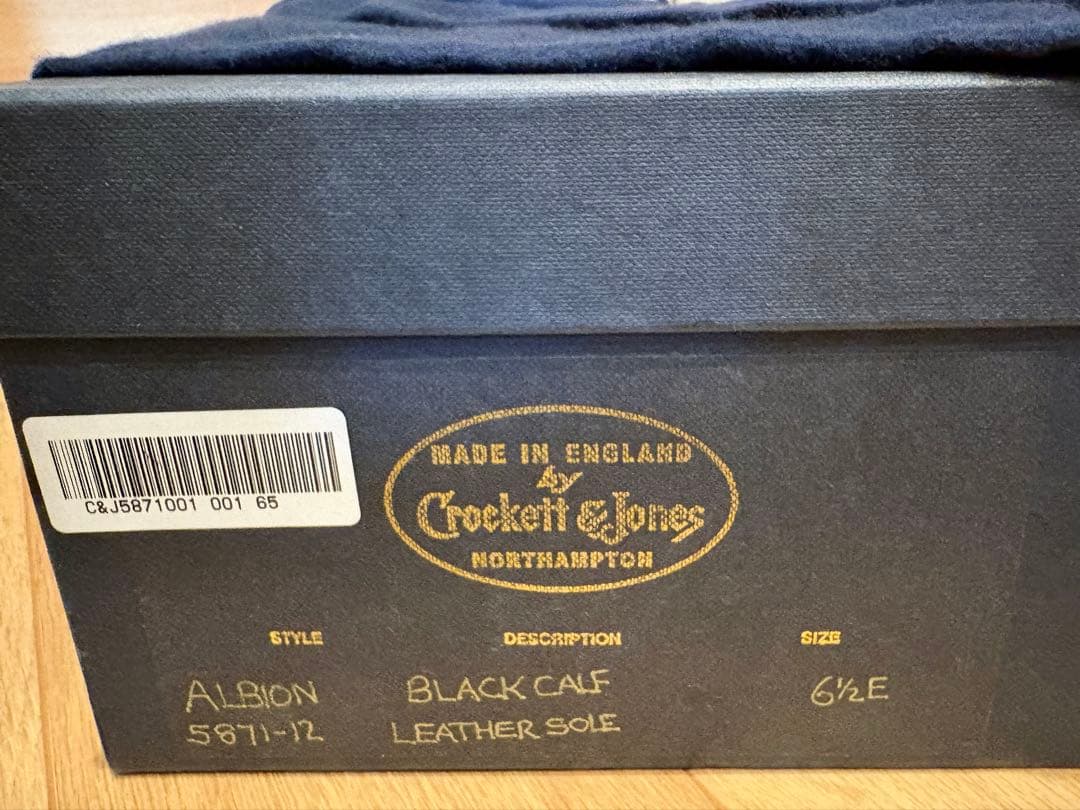 C&J5871001 001 65
MADE IN ENGLAND
by
Crockett & Jones
NORTHAMPTON
STYLE DESCRIPTION SIZE
ALBION BLACK CALF 6½E
5871-12 LEATHER SOLE